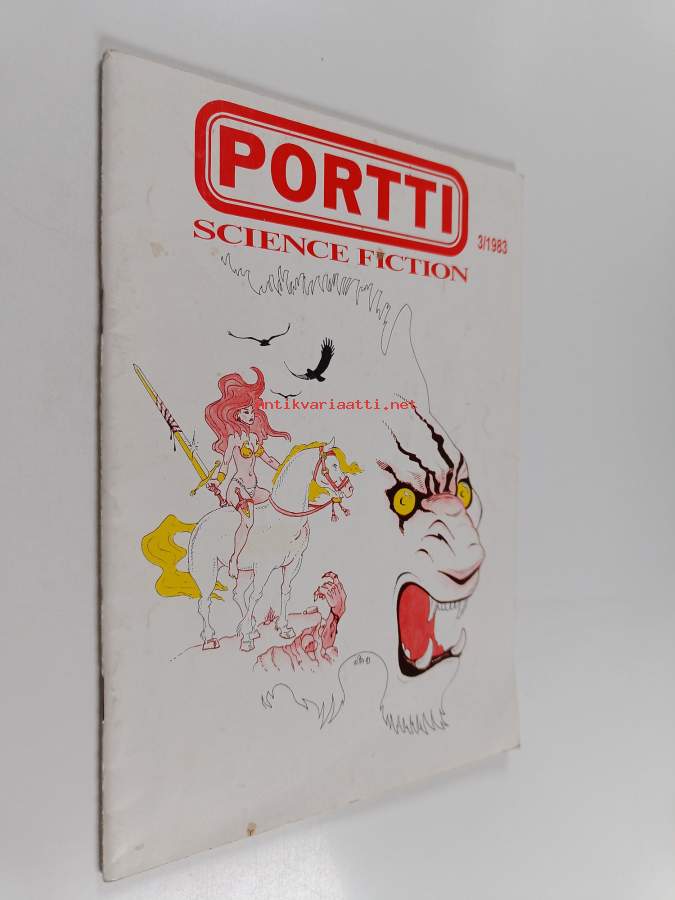 PORTTI
SCIENCE FICTION
3/1983
Antikvariaatti.net